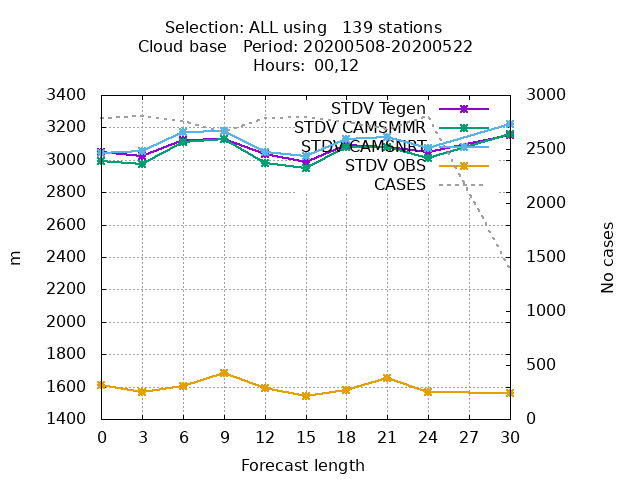 Selection: ALL using   139 stations
Cloud base   Period: 20200508-20200522
Hours:  00,12
3400
3200
3000
2800
2600
2400
2200
2000
1800
1600
1400
3000
2500
2000
1500
1000
500
0
STDV Tegen
STDV CAMSMMR
STDV CAMSNRT
STDV OBS
CASES
m
No cases
0 3 6 9 12 15 18 21 24 27 30
Forecast length